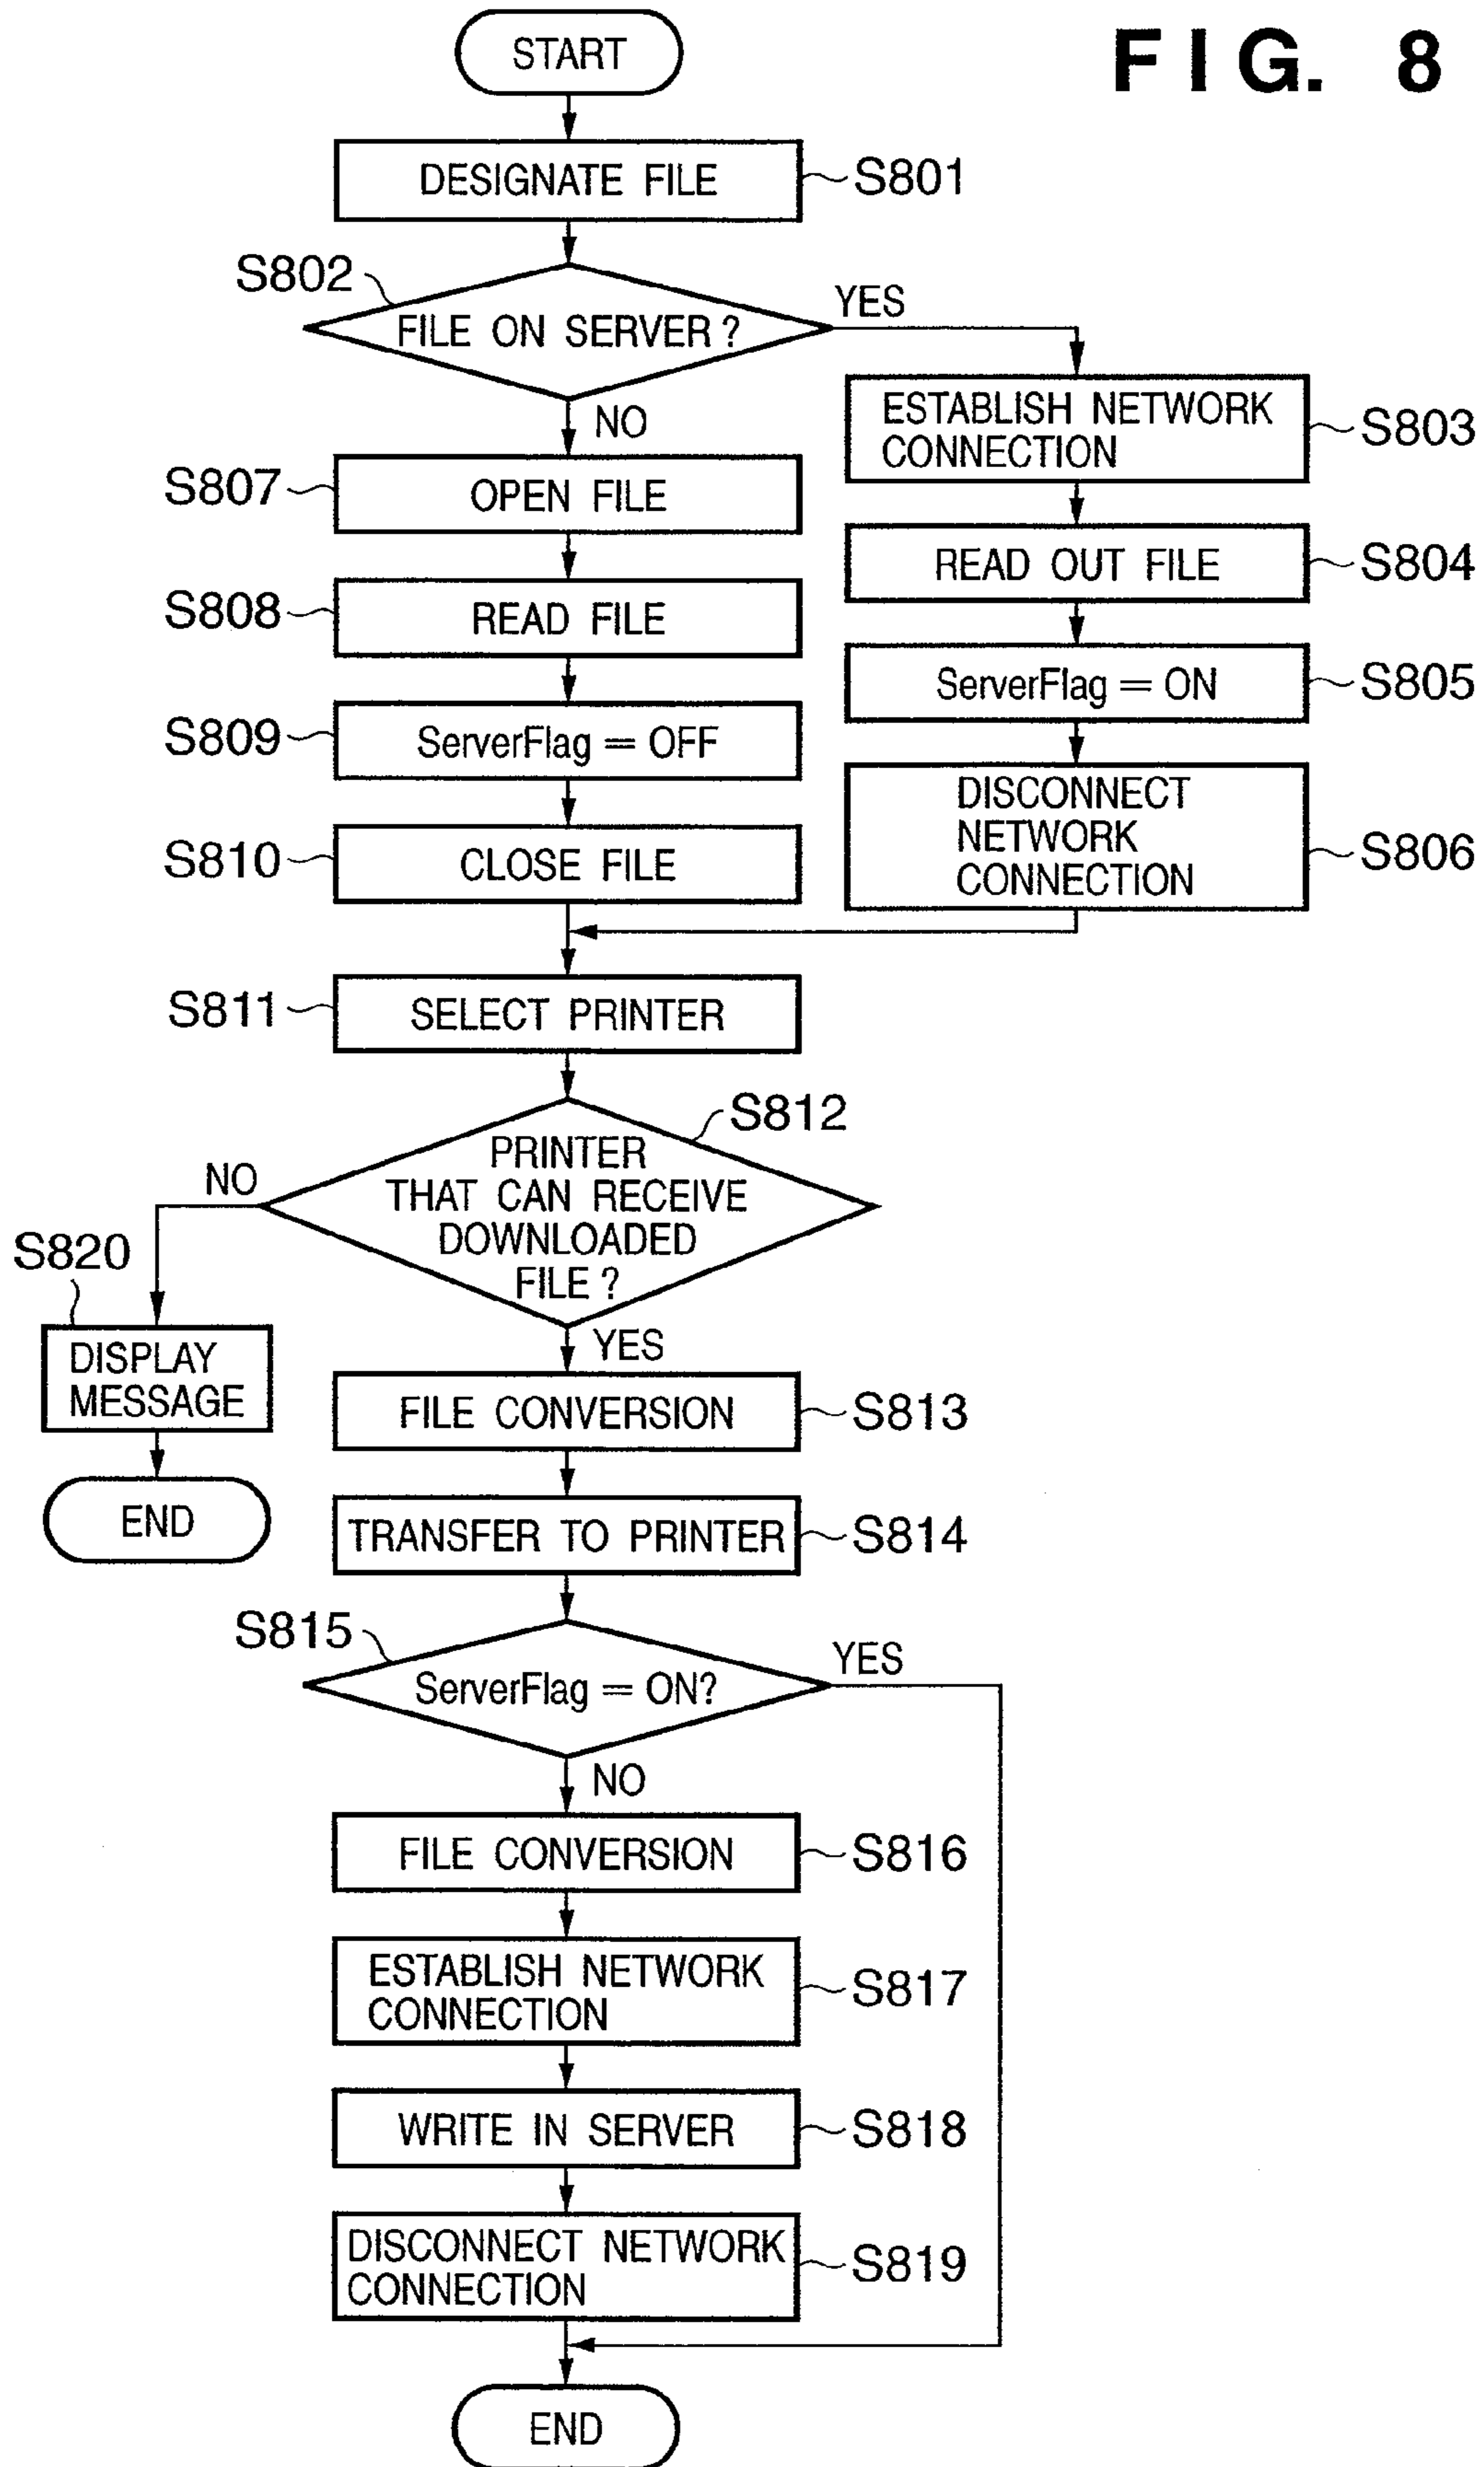 FIG. 8
START
DESIGNATE FILE
S801
S802
FILE ON SERVER?
YES
NO
ESTABLISH NETWORK
CONNECTION
S803
S807
OPEN FILE
READ OUT FILE
S804
S808
READ FILE
ServerFlag = ON
S805
S809
ServerFlag = OFF
DISCONNECT
NETWORK
CONNECTION
S806
S810
CLOSE FILE
S811
SELECT PRINTER
S812
PRINTER
THAT CAN RECEIVE
DOWNLOADED
FILE?
NO
S820
DISPLAY
MESSAGE
END
YES
FILE CONVERSION
S813
TRANSFER TO PRINTER
S814
S815
ServerFlag = ON?
YES
NO
FILE CONVERSION
S816
ESTABLISH NETWORK
CONNECTION
S817
WRITE IN SERVER
S818
DISCONNECT NETWORK
CONNECTION
S819
END